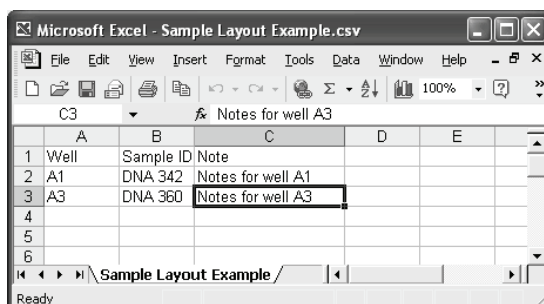 Microsoft Excel - Sample Layout Example.csv
File Edit View Insert Format Tools Data Window Help
Σ 100% ?
C3 fx Notes for well A3
A B C D E
1 Well Sample ID Note
2 A1 DNA 342 Notes for well A1
3 A3 DNA 360 Notes for well A3
4
5
6
Sample Layout Example
Ready